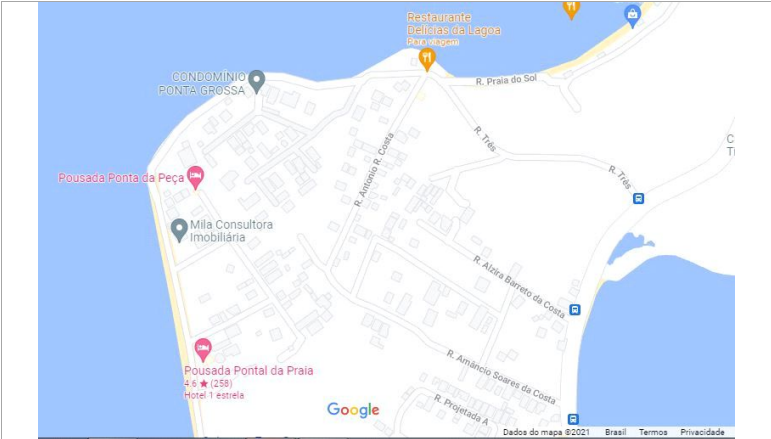 Restaurante
Delícias da Lagoa
Para viagem
CONDOMÍNIO
PONTA GROSSA
R. Praia do Sol
R. Três
R. Antonio R. Costa
R. Três
Pousada Ponta da Peça
Mila Consultora
Imobiliária
R. Alzira Barreto da Costa
Pousada Pontal da Praia
4.6 ★ (258)
Hotel 1 estrela
R. Amâncio Soares da Costa
R. Projetada A
Google
Dados do mapa ©2021 Brasil Termos Privacidade